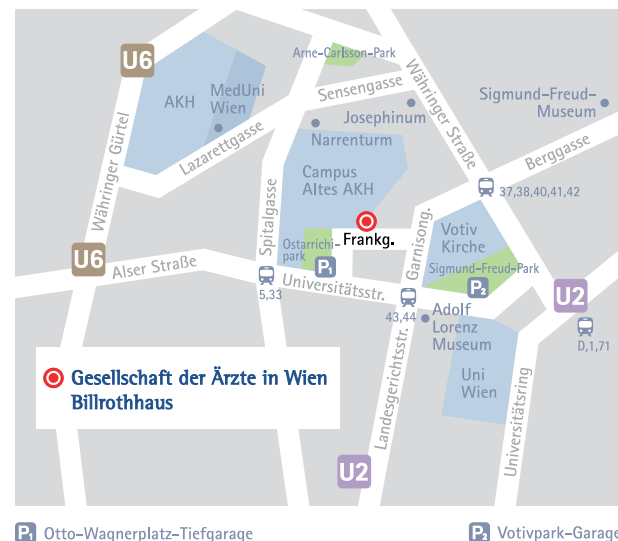 Arne-Carlsson-Park
U6
AKH
MedUni
Wien
Sensengasse
Währinger Straße
Sigmund-Freud-
Museum
Josephinum
Narrenturm
Lazarettgasse
Berggasse
Währinger Gürtel
Campus
Altes AKH
37,38,40,41,42
Spitalgasse
Garnisong.
Votiv
Kirche
Ostarrichi-
park
Frankg.
U6
Alser Straße
P1
Sigmund-Freud-Park
P2
5,33
Universitätsstr.
U2
43,44
Adolf
Lorenz
Museum
D,1,71
Landesgerichtsstr.
Uni
Wien
Universitätsring
Gesellschaft der Ärzte in Wien
Billrothhaus
U2
P1 Otto-Wagnerplatz-Tiefgarage
P2 Votivpark-Garage